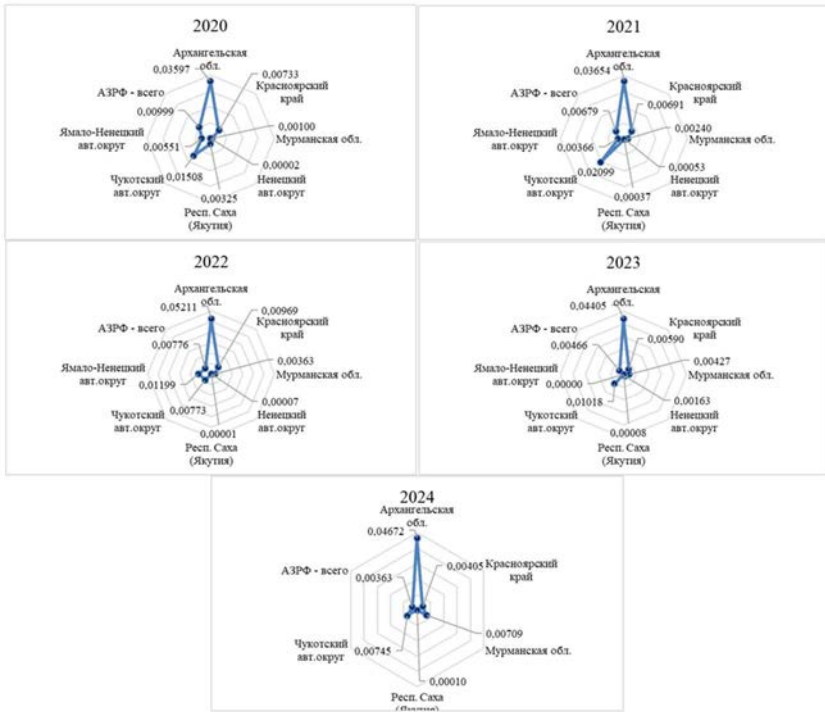 2020
Архангельская
обл.
0,03597
0,00733
Красноярский
край
АЗРФ - всего
0,00999
0,00100
Мурманская обл.
Ямало-Ненецкий
авт.округ
0,00551
0,00002
Ненецкий
авт.округ
0,01508
Чукотский
авт.округ
0,00325
Респ. Саха
(Якутия)
2021
Архангельская
обл.
0,03654
Красноярский
край
0,00691
АЗРФ - всего
0,00679
0,00240
Мурманская обл.
Ямало-Ненецкий
авт.округ
0,00366
0,00053
Ненецкий
авт.округ
0,02099
Чукотский
авт.округ
0,00037
Респ. Саха
(Якутия)
2022
Архангельская
обл.
0,05211
0,00969
Красноярский
край
АЗРФ - всего
0,00776
0,00363
Мурманская обл.
Ямало-Ненецкий
авт.округ
0,01199
0,00007
Ненецкий
авт.округ
0,00773
Чукотский
авт.округ
0,00001
Респ. Саха
(Якутия)
2023
Архангельская
обл.
0,04405
Красноярский
край
0,00590
АЗРФ - всего
0,00466
0,00427
Мурманская обл.
Ямало-Ненецкий
авт.округ
0,00000
0,00163
Ненецкий
авт.округ
0,01018
Чукотский
авт.округ
0,00008
Респ. Саха
(Якутия)
2024
Архангельская
обл.
0,04672
Красноярский
край
0,00405
АЗРФ - всего
0,00363
0,00709
Мурманская обл.
Чукотский
авт.округ
0,00745
0,00010
Респ. Саха
(Якутия)